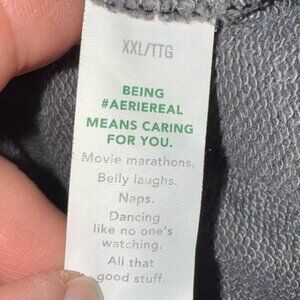 XXL/TTG
BEING
#AERIEREAL
MEANS CARING
FOR YOU.
Movie marathons.
Belly laughs.
Naps.
Dancing
like no one's
watching.
All that
good stuff.